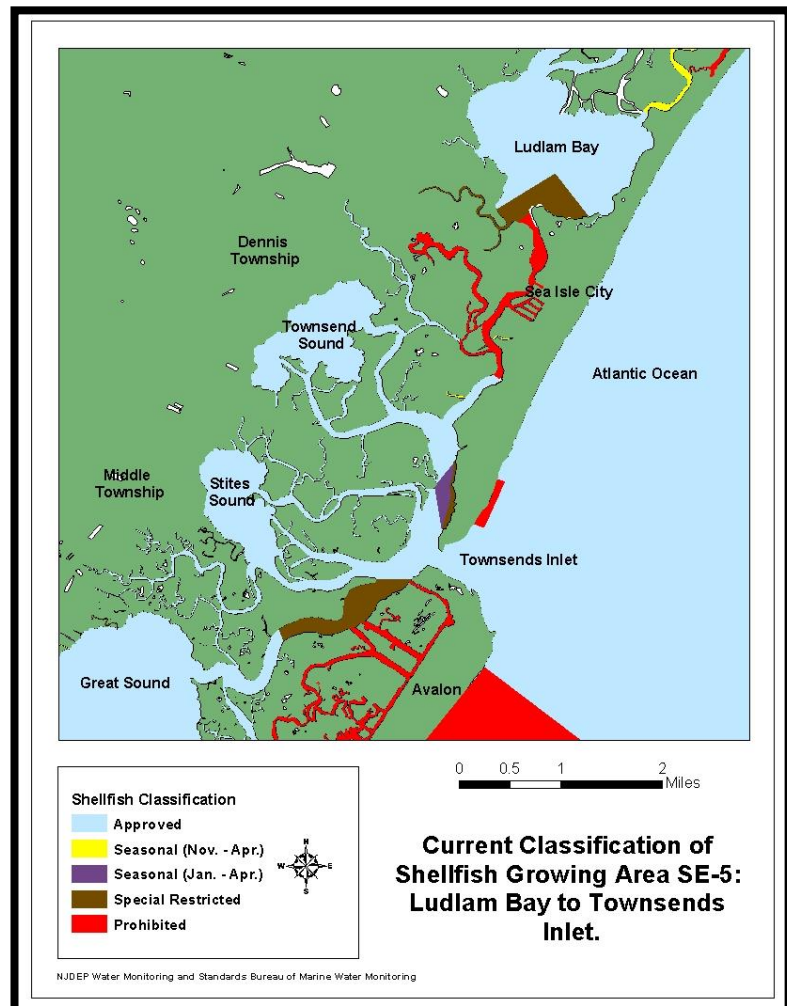 Ludlam Bay
Dennis
Township
Sea Isle City
Townsend
Sound
Atlantic Ocean
Middle
Township
Stites
Sound
Townsends Inlet
Great Sound
Avalon
0 0.5 1 2
Miles
Shellfish Classification
Approved
Seasonal (Nov. - Apr.)
Seasonal (Jan. - Apr.)
Special Restricted
Prohibited
N
W E
S
Current Classification of
Shellfish Growing Area SE-5:
Ludlam Bay to Townsends
Inlet.
NJDEP Water Monitoring and Standards Bureau of Marine Water Monitoring